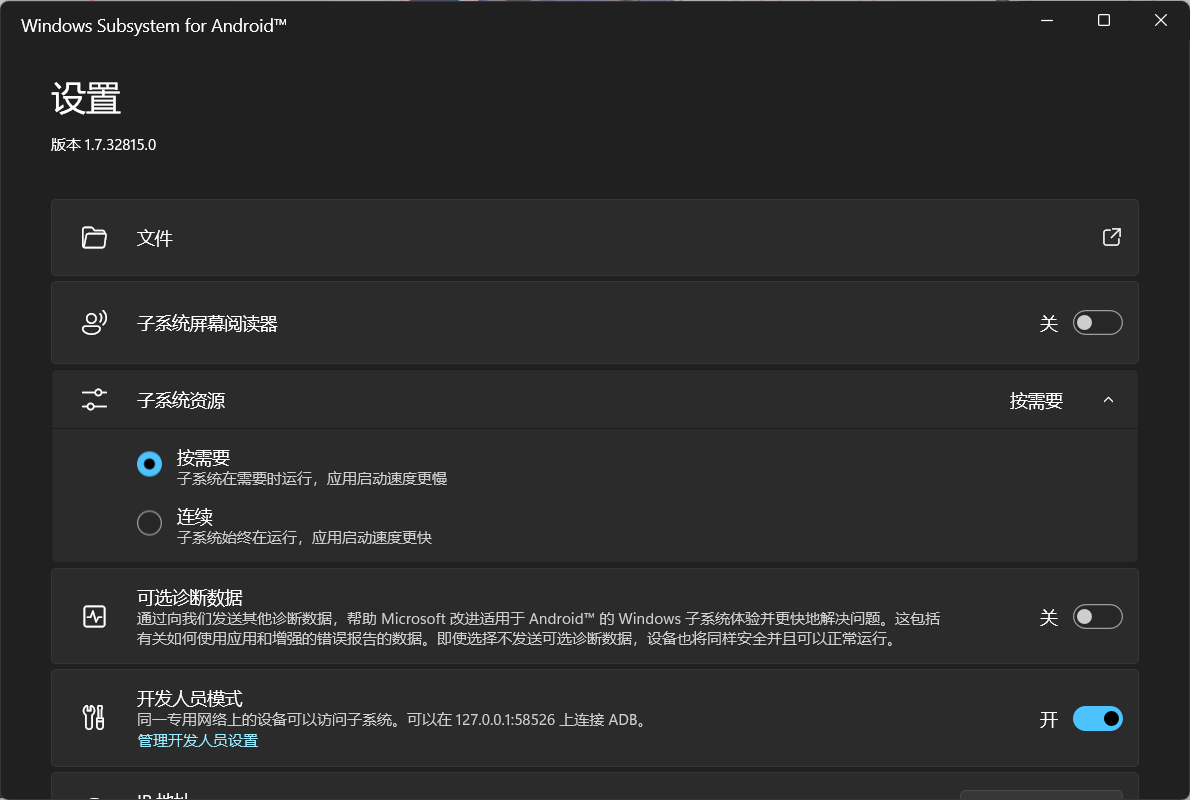 Windows Subsystem for Android™
设置
版本 1.7.32815.0
文件
子系统屏幕阅读器
关
子系统资源
按需要
按需要
子系统在需要时运行，应用启动速度更慢
连续
子系统始终在运行，应用启动速度更快
可选诊断数据
通过向我们发送其他诊断数据，帮助 Microsoft 改进适用于 Android™ 的 Windows 子系统体验并更快地解决问题。这包括
有关如何使用应用和增强的错误报告的数据。即使选择不发送可选诊断数据，设备也将同样安全并且可以正常运行。
关
开发人员模式
同一专用网络上的设备可以访问子系统。可以在 127.0.0.1:58526 上连接 ADB。
管理开发人员设置
开
IP 地址